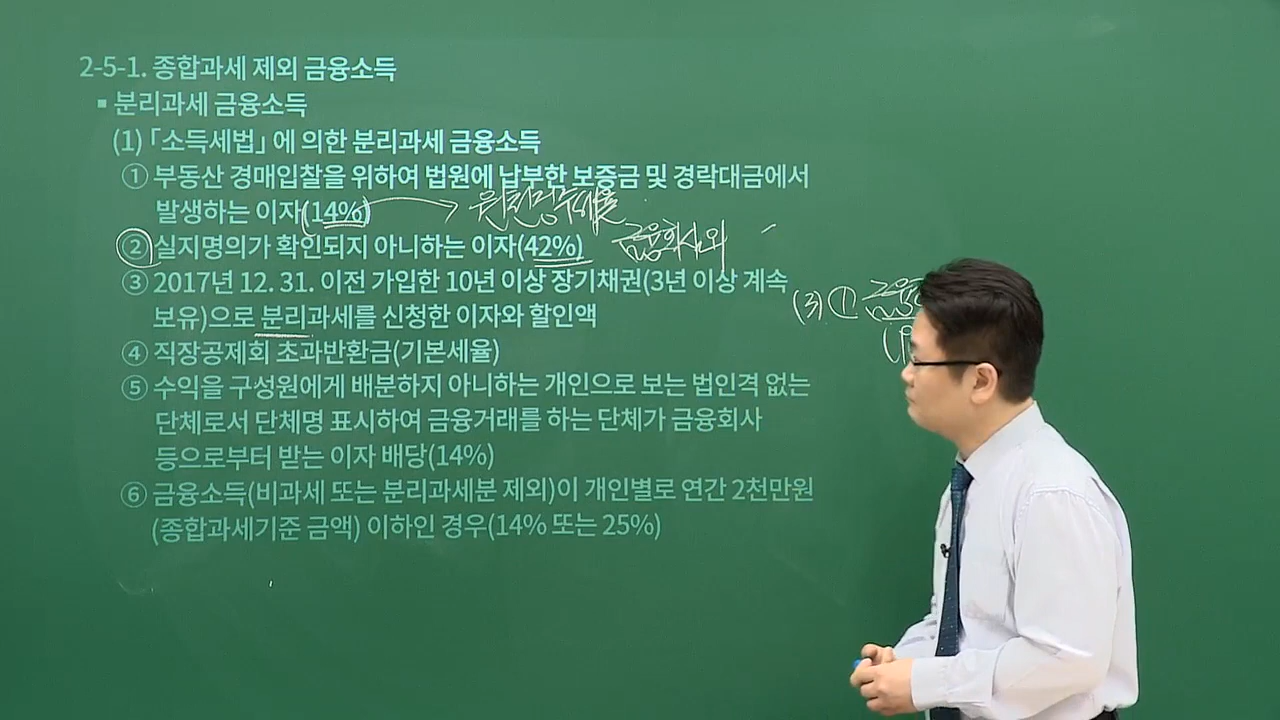 2-5-1. 종합과세 제외 금융소득
▪ 분리과세 금융소득
(1) 「소득세법」 에 의한 분리과세 금융소득
① 부동산 경매입찰을 위하여 법원에 납부한 보증금 및 경락대금에서
발생하는 이자(14%)
② 실지명의가 확인되지 아니하는 이자(42%)
금융회사 외
③ 2017년 12. 31. 이전 가입한 10년 이상 장기채권(3년 이상 계속
(3) ① 금융
보유)으로 분리과세를 신청한 이자와 할인액
④ 직장공제회 초과반환금(기본세율)
⑤ 수익을 구성원에게 배분하지 아니하는 개인으로 보는 법인격 없는
단체로서 단체명 표시하여 금융거래를 하는 단체가 금융회사
등으로부터 받는 이자 배당(14%)
⑥ 금융소득(비과세 또는 분리과세분 제외)이 개인별로 연간 2천만원
(종합과세기준 금액) 이하인 경우(14% 또는 25%)